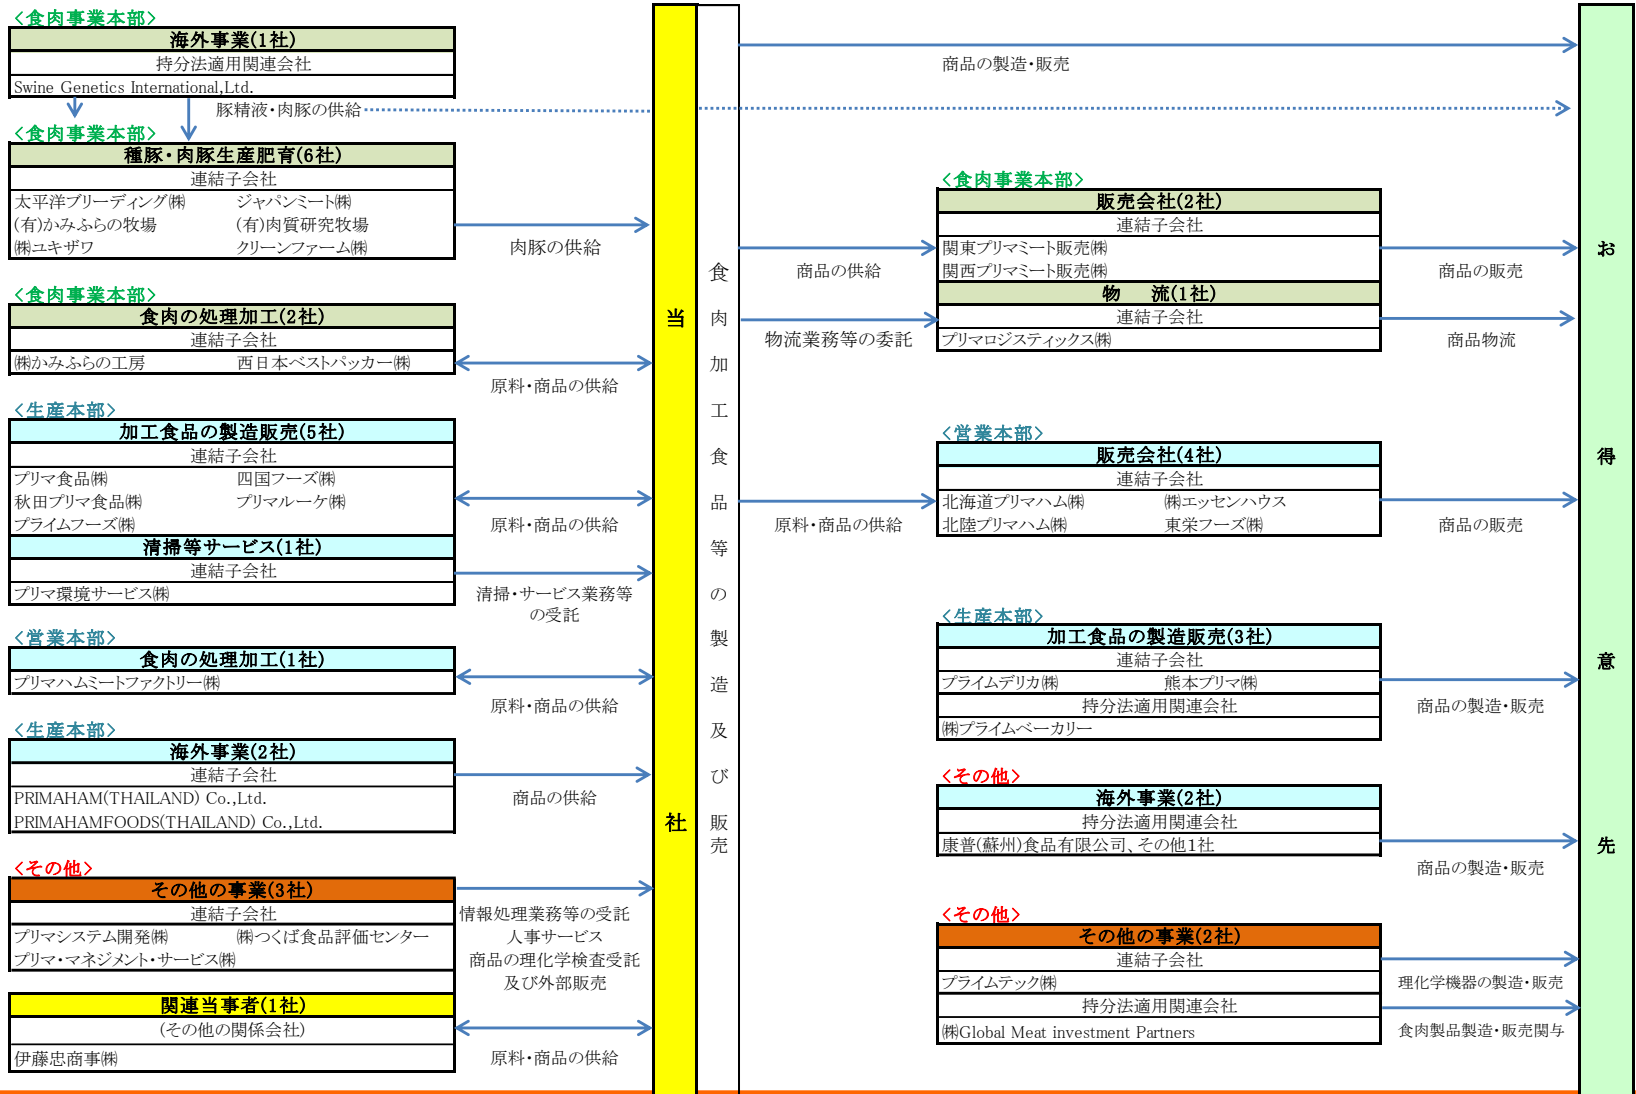 <食肉事業本部>
海外事業(1社)
持分法適用関連会社
Swine Genetics International,Ltd.
豚精液・肉豚の供給
<食肉事業本部>
種豚・肉豚生産肥育(6社)
連結子会社
太平洋ブリーディング㈱ ジャパンミート㈱
(有)かみふらの牧場 (有)肉質研究牧場
㈱ユキザワ クリーンファーム㈱
肉豚の供給
<食肉事業本部>
食肉の処理加工(2社)
連結子会社
㈱かみふらの工房 西日本ベストパッカー㈱
原料・商品の供給
<生産本部>
加工食品の製造販売(5社)
連結子会社
プリマ食品㈱ 四国フーズ㈱
秋田プリマ食品㈱ プリマルーケ㈱
プライムフーズ㈱
原料・商品の供給
清掃等サービス(1社)
連結子会社
プリマ環境サービス㈱
清掃・サービス業務等
の受託
<営業本部>
食肉の処理加工(1社)
プリマハムミートファクトリー㈱
原料・商品の供給
<生産本部>
海外事業(2社)
連結子会社
PRIMAHAM(THAILAND) Co.,Ltd.
PRIMAHAMFOODS(THAILAND) Co.,Ltd.
商品の供給
<その他>
その他の事業(3社)
連結子会社
プリマシステム開発㈱ ㈱つくば食品評価センター
プリマ・マネジメント・サービス㈱
情報処理業務等の受託
人事サービス
商品の理化学検査受託
及び外部販売
関連当事者(1社)
(その他の関係会社)
伊藤忠商事㈱
原料・商品の供給
当社
食肉加工食品等の製造及び販売
商品の製造・販売
商品の供給
物流業務等の委託
原料・商品の供給
<食肉事業本部>
販売会社(2社)
連結子会社
関東プリマミート販売㈱
関西プリマミート販売㈱
商品の販売
物 流(1社)
連結子会社
プリマロジスティックス㈱
商品物流
<営業本部>
販売会社(4社)
連結子会社
北海道プリマハム㈱ ㈱エッセンハウス
北陸プリマハム㈱ 東栄フーズ㈱
商品の販売
<生産本部>
加工食品の製造販売(3社)
連結子会社
プライムデリカ㈱ 熊本プリマ㈱
持分法適用関連会社
㈱プライムベーカリー
商品の製造・販売
<その他>
海外事業(2社)
持分法適用関連会社
康普(蘇州)食品有限公司、その他1社
商品の製造・販売
<その他>
その他の事業(2社)
連結子会社
プライムテック㈱
理化学機器の製造・販売
持分法適用関連会社
㈱Global Meat investment Partners
食肉製品製造・販売関与
お得意先